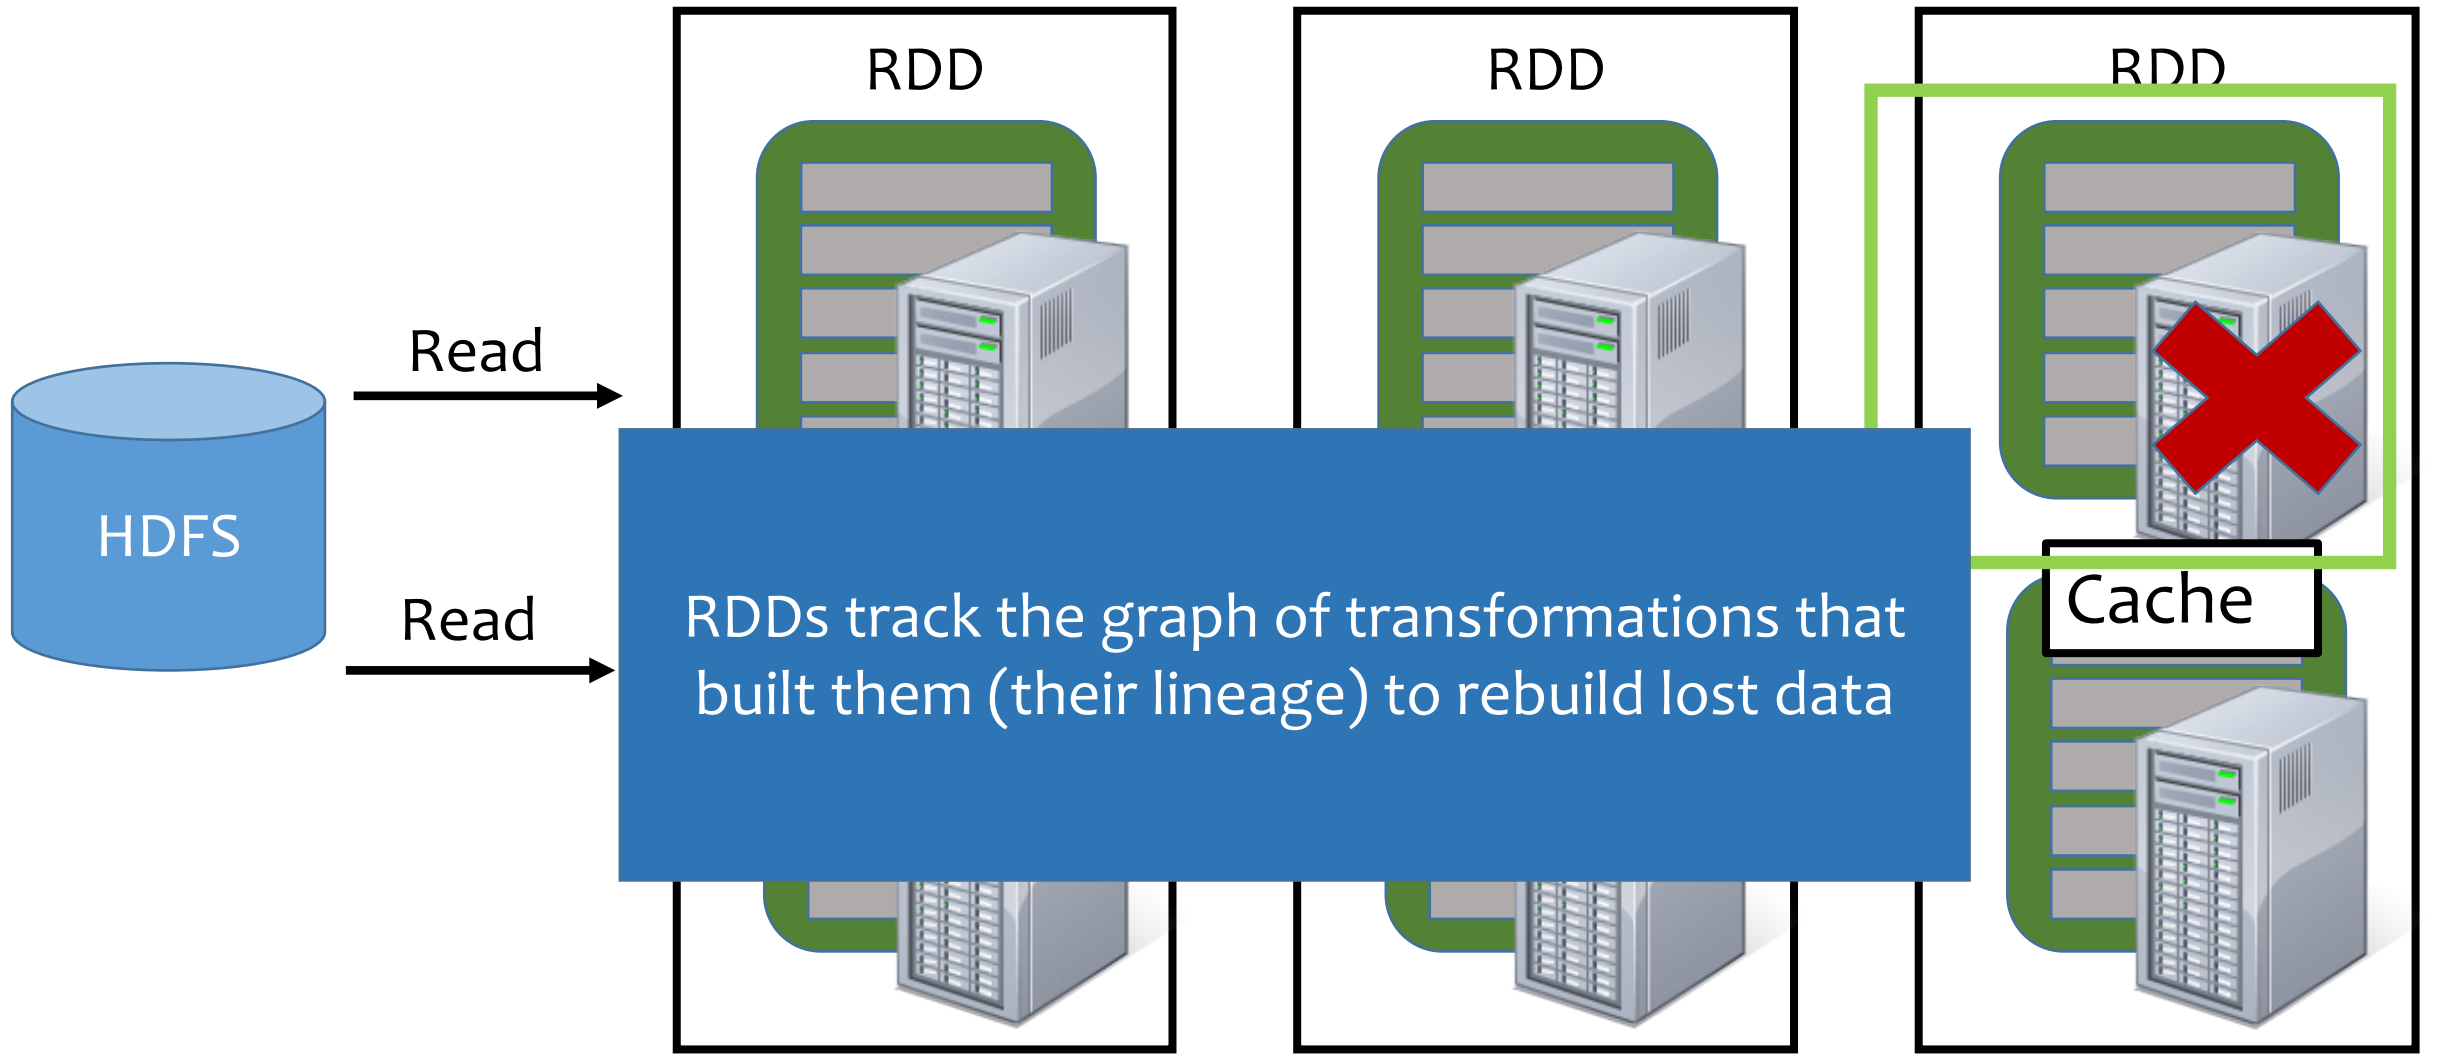 RDD
RDD
RDD
Read
HDFS
Read
Cache
RDDs track the graph of transformations that
built them (their lineage) to rebuild lost data